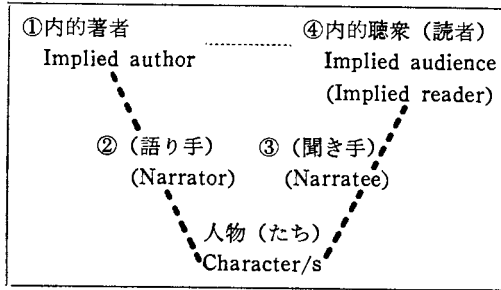 ①内的著者 ④内的聴衆（読者）
Implied author Implied audience
(Implied reader)
②（語り手） ③（聞き手）
(Narrator) (Narratee)
人物（たち）
Character/s